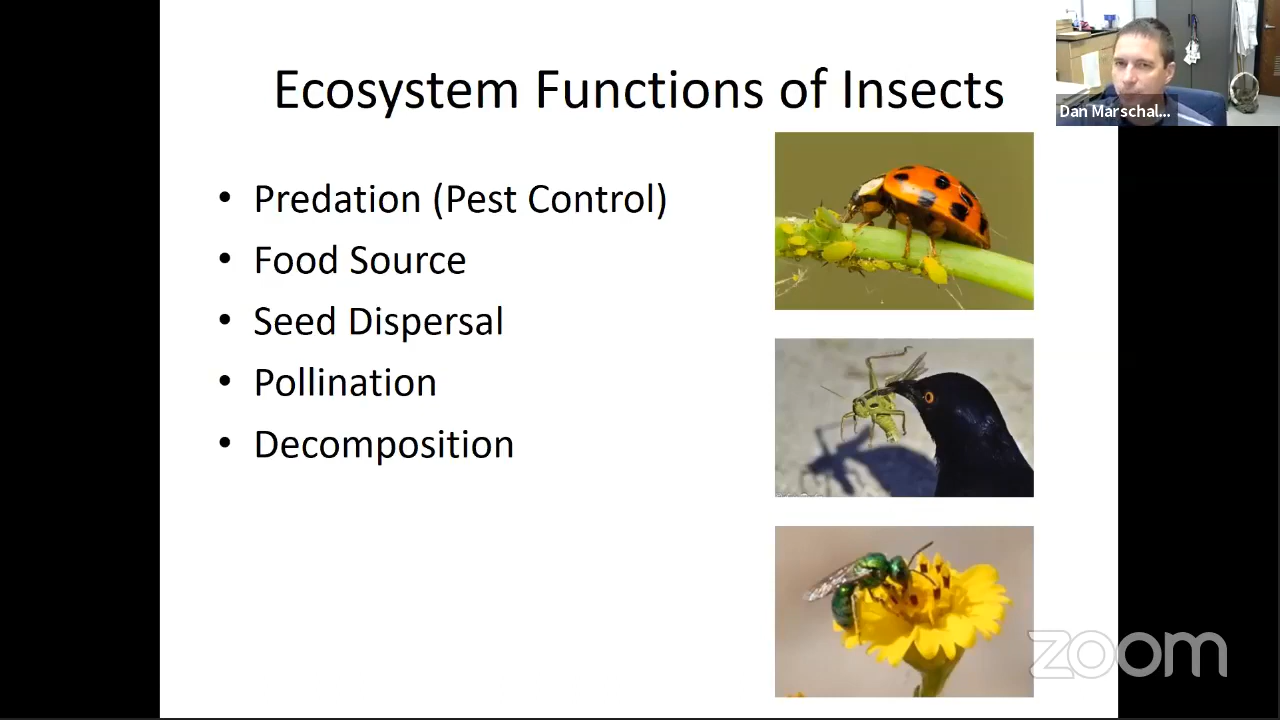 Ecosystem Functions of Insects
Dan Marschal...
• Predation (Pest Control)
• Food Source
• Seed Dispersal
• Pollination
• Decomposition
zoom